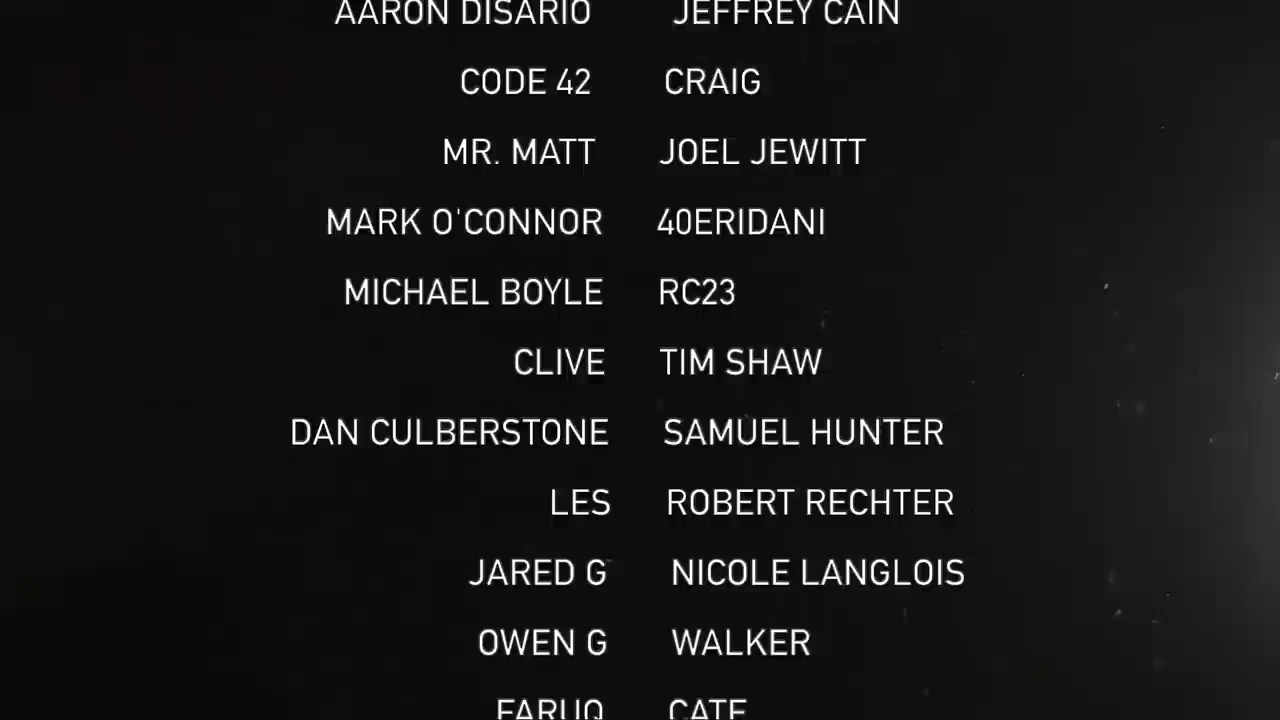 AARON DISARIO JEFFREY CAIN
CODE 42 CRAIG
MR. MATT JOEL JEWITT
MARK O'CONNOR 40ERIDANI
MICHAEL BOYLE RC23
CLIVE TIM SHAW
DAN CULBERSTONE SAMUEL HUNTER
LES ROBERT RECHTER
JARED G NICOLE LANGLOIS
OWEN G WALKER
FARUQ CATE